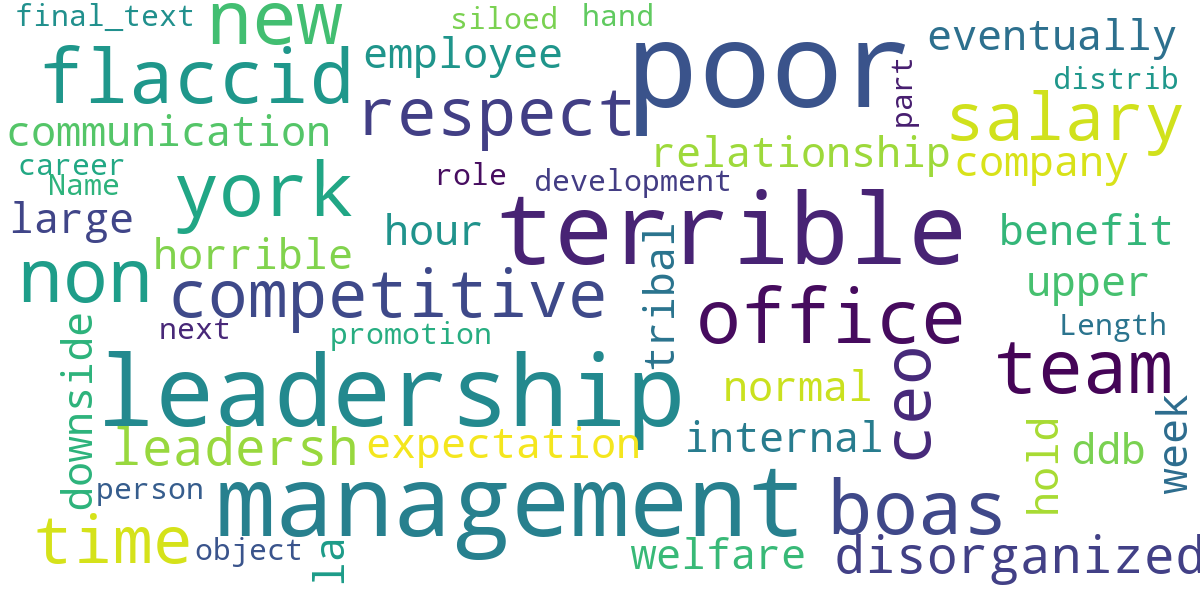 final_text
new
siloed
hand
poor
eventually
flaccid
employee
part
distrib
respect
salary
communication
relationship
company
career
Name
york
role
development
large
hour
terrible
benefit
horrible
tribal
non
competitive
office
upper
next
promotion
Length
downside
leadership
normal
ceo
team
leadersh
expectation
internal
hold
ddb
week
person
management
boas
time
object
la
welfare
disorganized